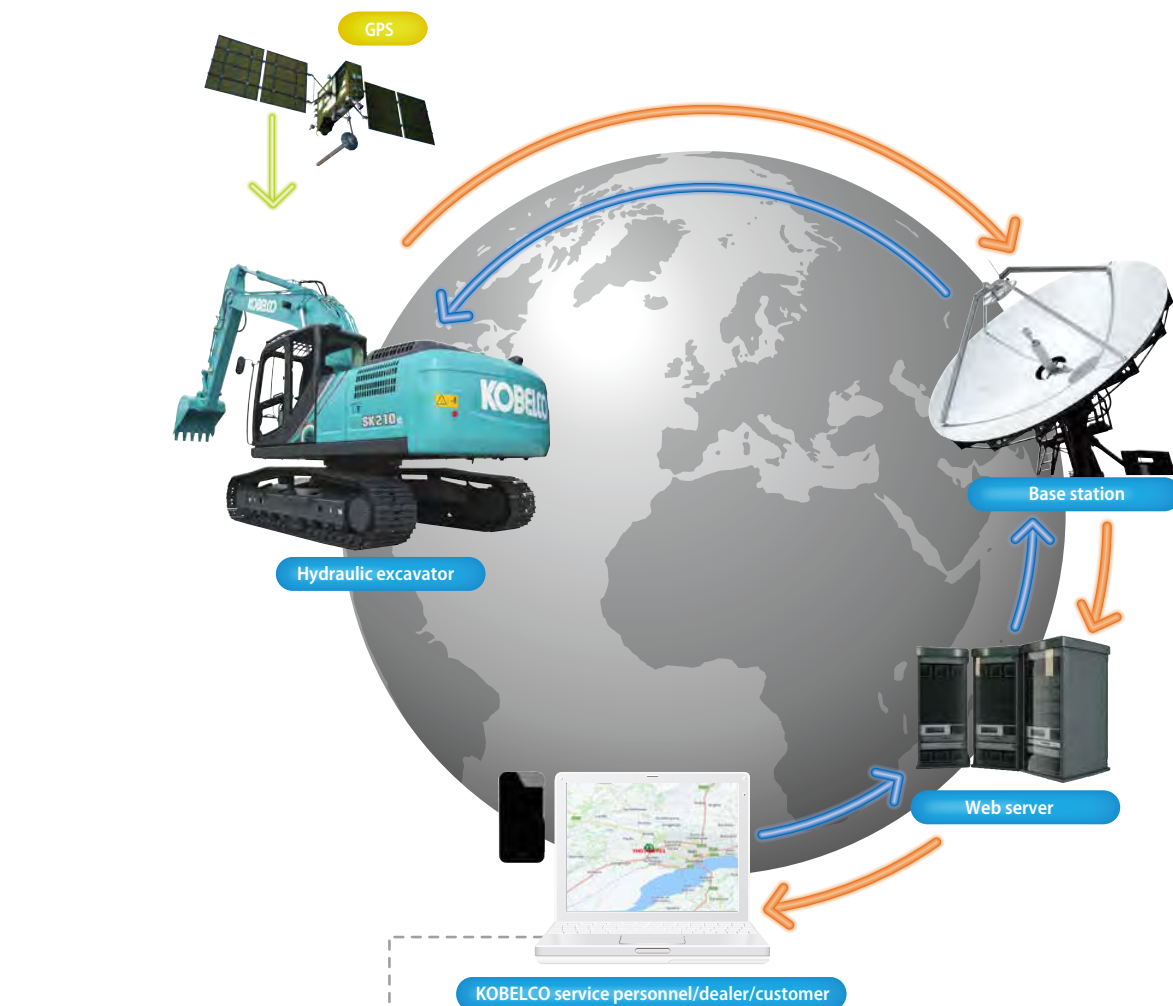 GPS
KOBELCO
KOBELCO
SK210
Base station
Hydraulic excavator
Web server
KOBELCO service personnel/dealer/customer